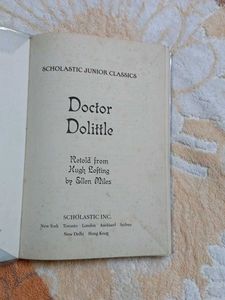 SCHOLASTIC JUNIOR CLASSICS
Doctor
Dolittle
Retold from
Hugh Lofting
by Ellen Miles
SCHOLASTIC INC.
New York Toronto London Auckland Sydney
New Delhi Hong Kong